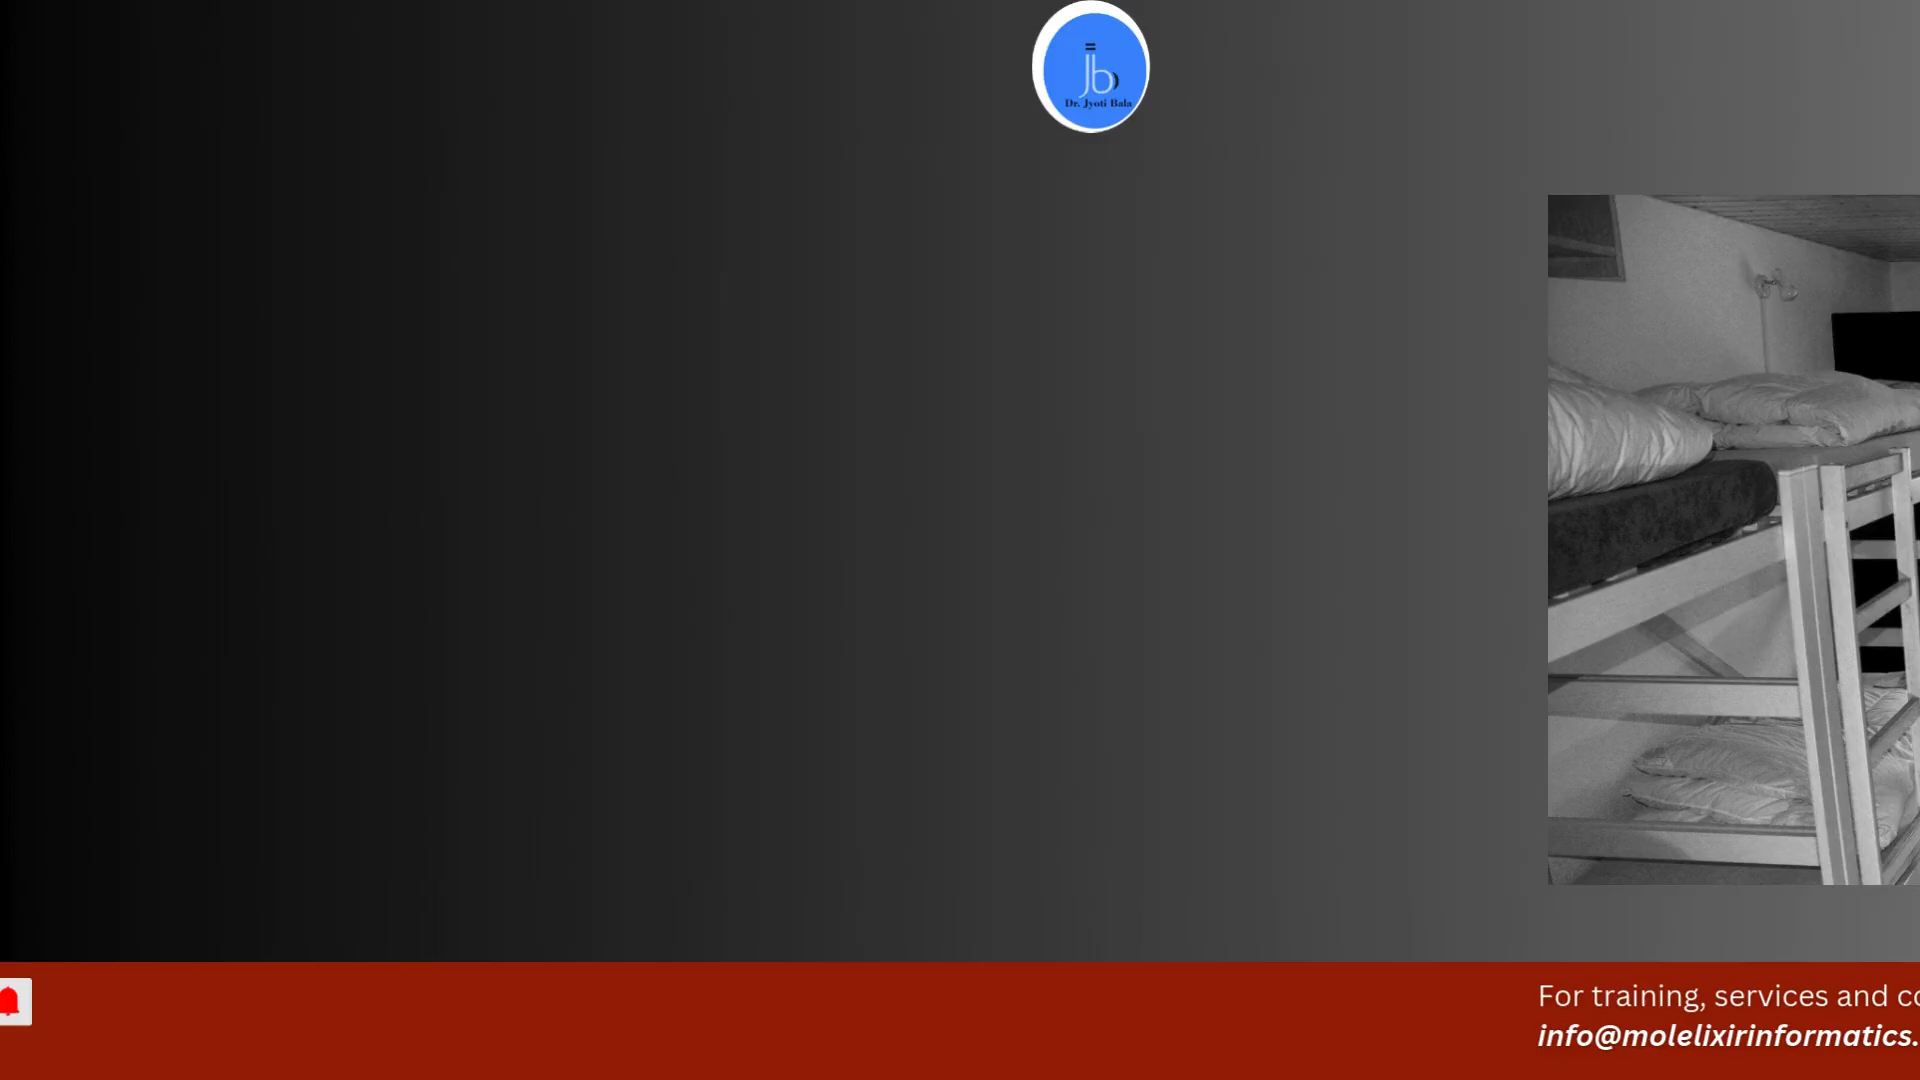 jb
Dr. Jyoti Bala
For training, services and co
info@molelixirinformatics.